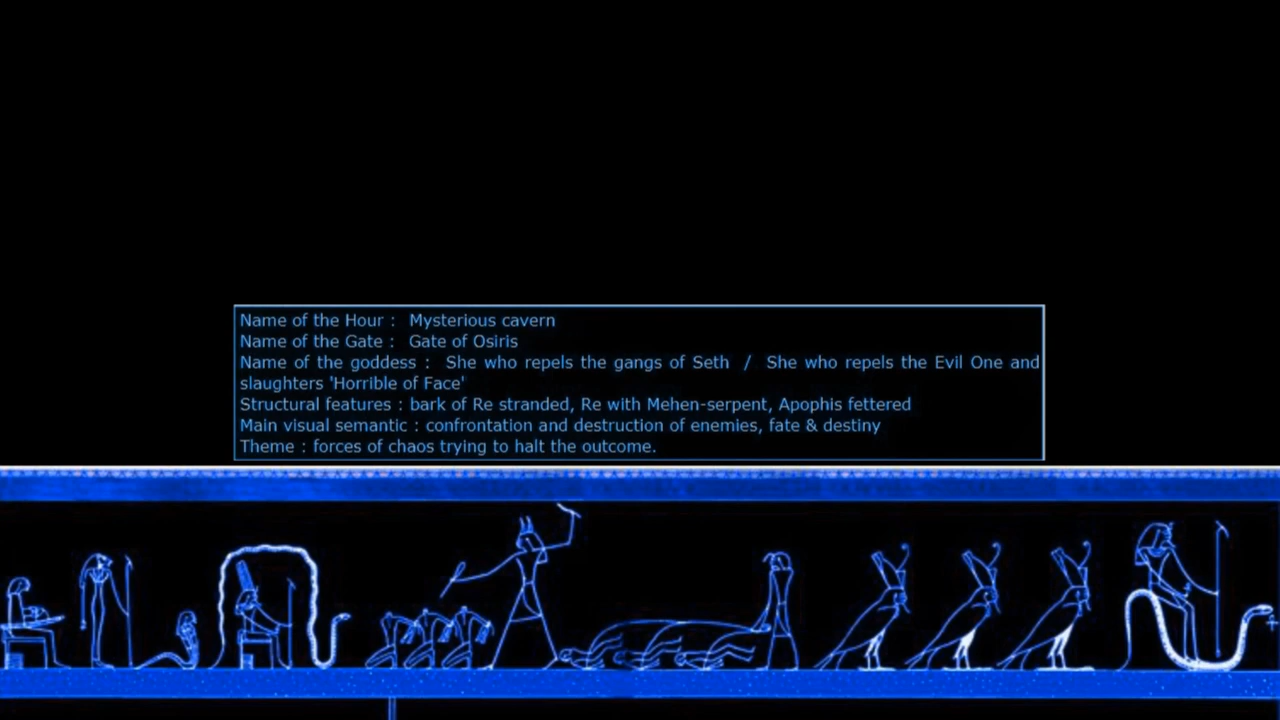 Name of the Hour : Mysterious cavern
Name of the Gate : Gate of Osiris
Name of the goddess : She who repels the gangs of Seth / She who repels the Evil One and
slaughters 'Horrible of Face'
Structural features : bark of Re stranded, Re with Mehen-serpent, Apophis fettered
Main visual semantic : confrontation and destruction of enemies, fate & destiny
Theme : forces of chaos trying to halt the outcome.